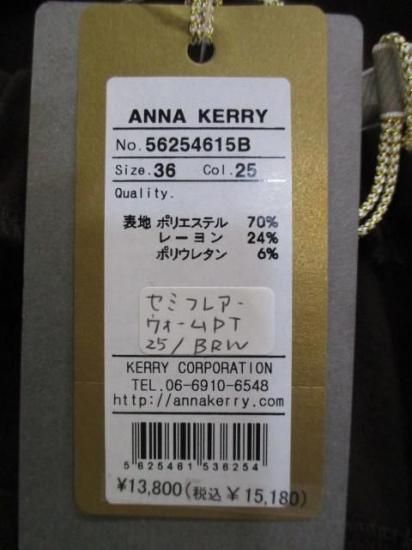 ANNA KERRY
No.56254615B
Size.36 Col.25
Quality.
表地 ポリエステル 70%
レーヨン 24%
ポリウレタン 6%
セミフレアー
ウォームPT
25/BRW
KERRY CORPORATION
TEL.06-6910-6548
http://annakerry.com
5625461536254
¥13,800(税込¥15,180)